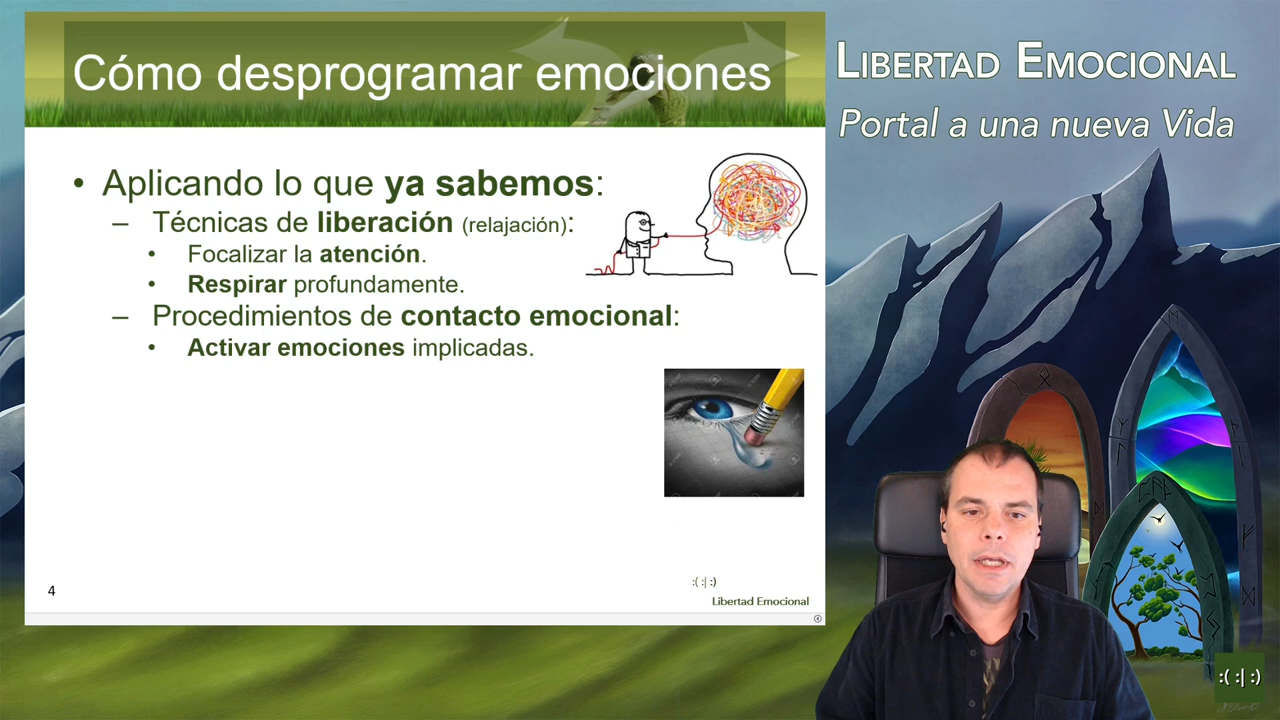 Cómo desprogramar emociones
LIBERTAD EMOCIONAL
Portal a una nueva Vida
• Aplicando lo que ya sabemos:
– Técnicas de liberación (relajación):
• Focalizar la atención.
• Respirar profundamente.
– Procedimientos de contacto emocional:
• Activar emociones implicadas.
4
:( :| :)
Libertad Emocional
:( :| :)